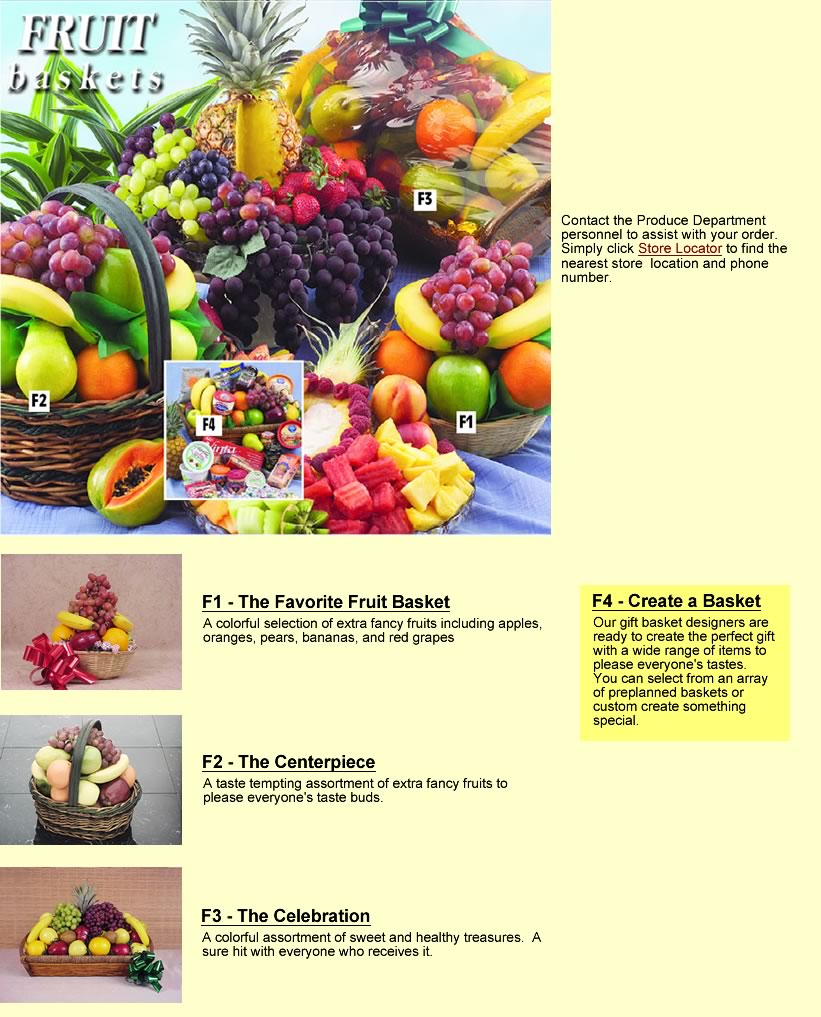 FRUIT
baskets
F3
F2
F4
F1
Contact the Produce Department
personnel to assist with your order.
Simply click Store Locator to find the
nearest store location and phone
number.
F1 - The Favorite Fruit Basket
A colorful selection of extra fancy fruits including apples,
oranges, pears, bananas, and red grapes
F4 - Create a Basket
Our gift basket designers are
ready to create the perfect gift
with a wide range of items to
please everyone's tastes.
You can select from an array
of preplanned baskets or
custom create something
special.
F2 - The Centerpiece
A taste tempting assortment of extra fancy fruits to
please everyone's taste buds.
F3 - The Celebration
A colorful assortment of sweet and healthy treasures. A
sure hit with everyone who receives it.